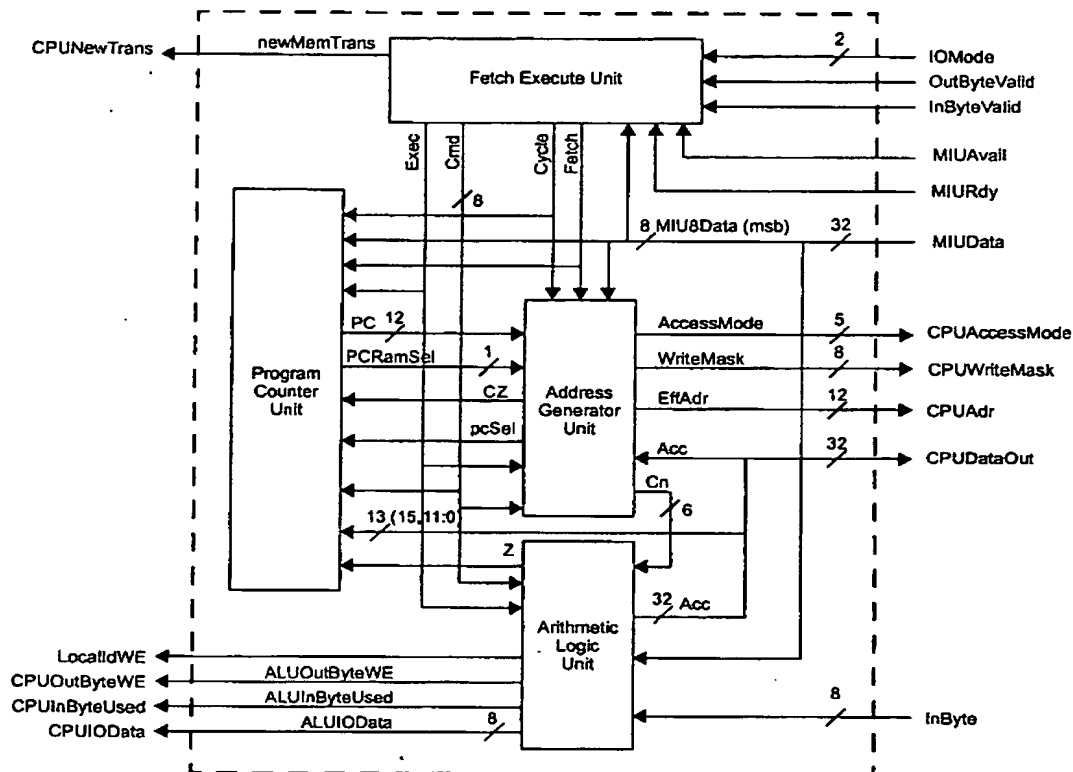 CPUNewTrans
newMemTrans
Fetch Execute Unit
2
IOMode
OutByteValid
InByteValid
MIUAvail
MIURdy
Exec
Cmd
Cycle
Fetch
8
8 MIU8Data (msb)
32
MIUData
PC
12
PCRamSel
1
CZ
pcSel
Program
Counter
Unit
Address
Generator
Unit
AccessMode
5
CPUAccessMode
WriteMask
8
CPUWriteMask
EffAdr
12
CPUAdr
Acc
32
CPUDataOut
Cn
6
13 (15,11:0)
Z
32
Acc
Arithmetic
Logic
Unit
LocalIdWE
CPUOutByteWE
ALUOutByteWE
CPUInByteUsed
ALUInByteUsed
CPUIOData
ALUIOData
8
8
InByte